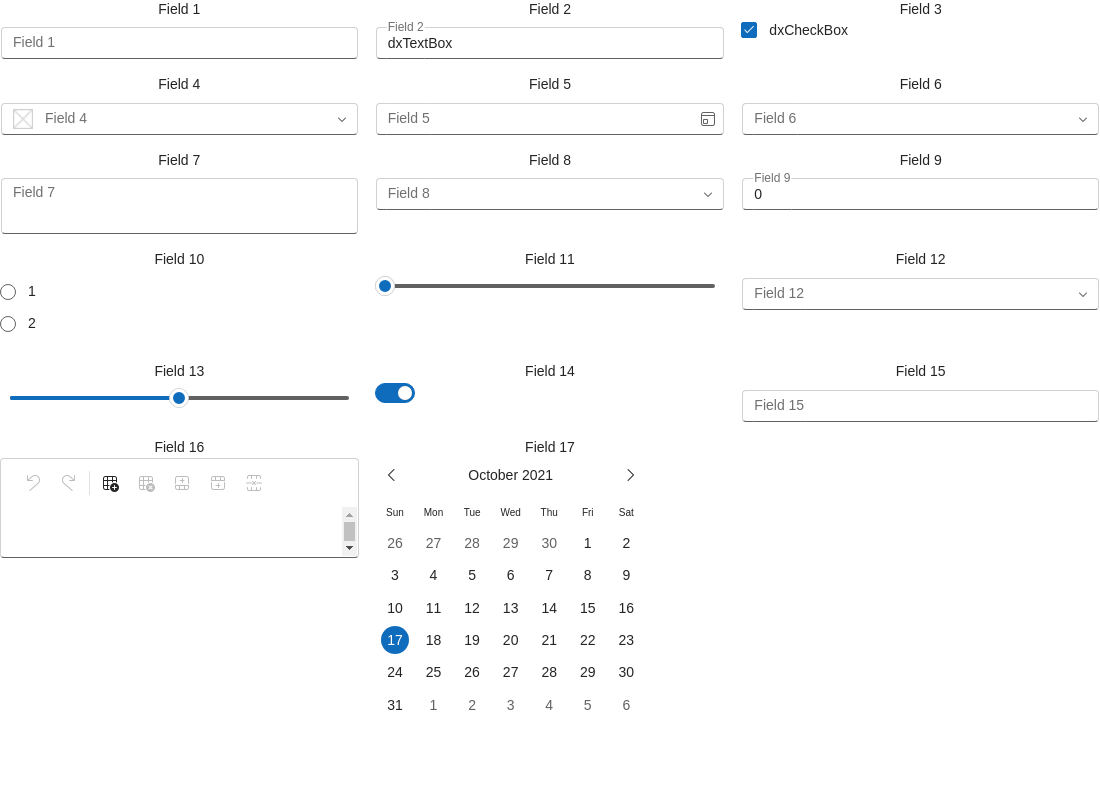 Field 1
Field 2
Field 3
Field 1
Field 2
dxTextBox
dxCheckBox
Field 4
Field 5
Field 6
Field 4
Field 5
Field 6
Field 7
Field 8
Field 9
Field 7
Field 8
Field 9
0
Field 10
Field 11
Field 12
1
2
Field 12
Field 13
Field 14
Field 15
Field 15
Field 16
Field 17
October 2021
Sun Mon Tue Wed Thu Fri Sat
26 27 28 29 30 1 2
3 4 5 6 7 8 9
10 11 12 13 14 15 16
17 18 19 20 21 22 23
24 25 26 27 28 29 30
31 1 2 3 4 5 6